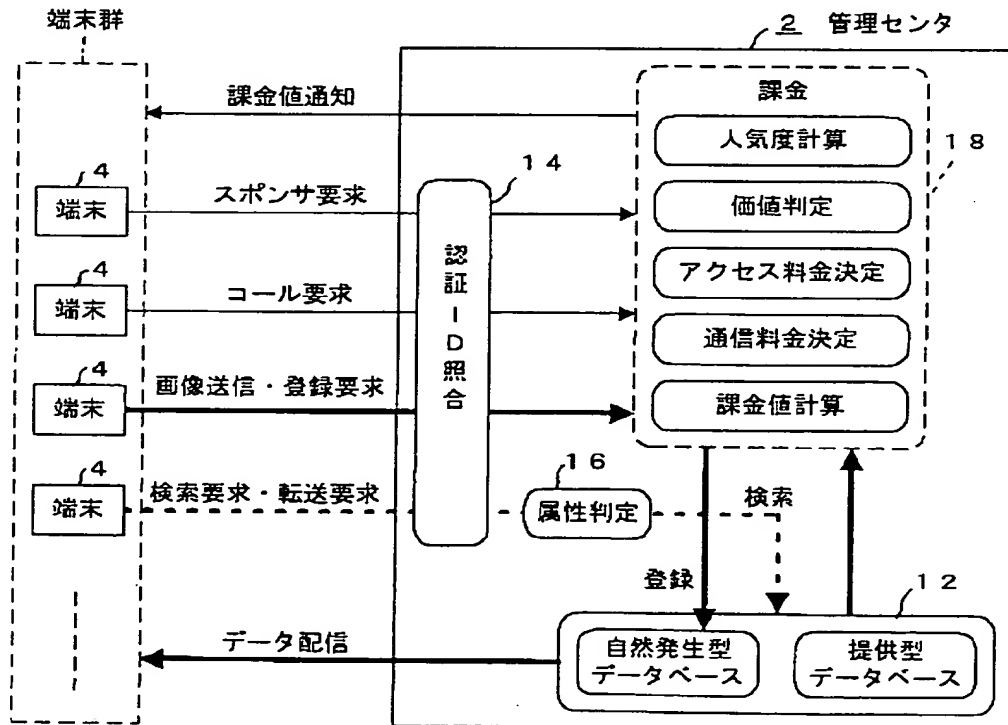 端末群
2 管理センタ
課金値通知
課金
人気度計算
18
4
端末
スポンサ要求
14
価値判定
4
端末
コール要求
認証-ID照合
アクセス料金決定
通信料金決定
4
端末
画像送信・登録要求
課金値計算
4
端末
検索要求・転送要求
16
属性判定
検索
登録
12
データ配信
自然発生型
データベース
提供型
データベース